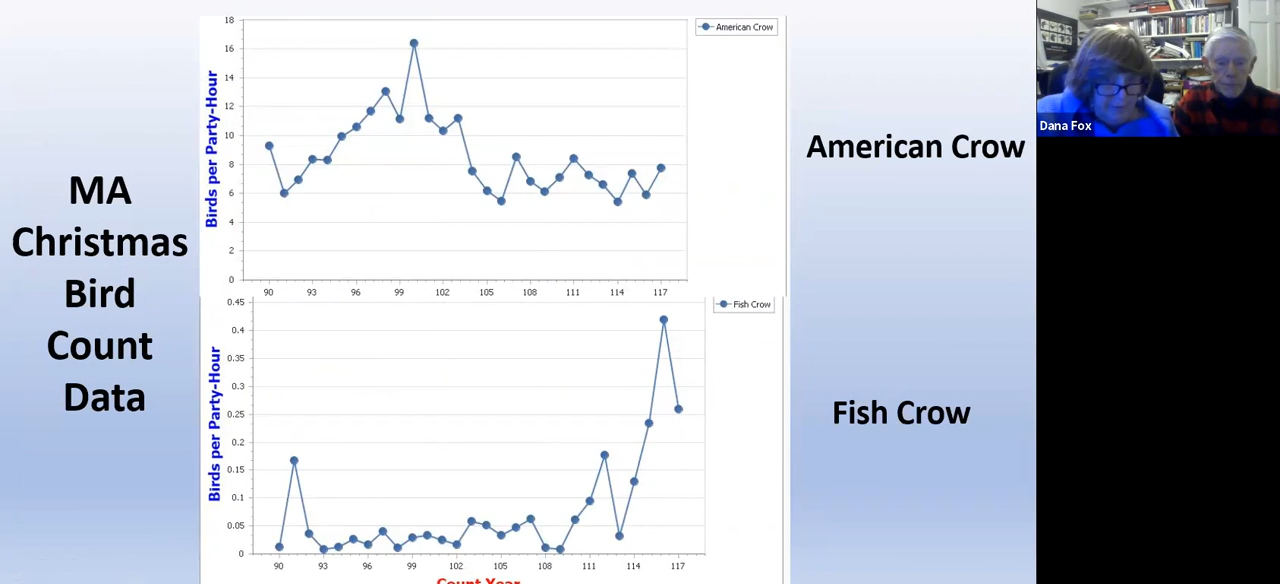 MA
Christmas
Bird
Count
Data
Birds per Party-Hour
18
16
14
12
10
8
6
4
2
0
90 93 96 99 102 105 108 111 114 117
American Crow
American Crow
Birds per Party-Hour
0.45
0.4
0.35
0.3
0.25
0.2
0.15
0.1
0.05
0
90 93 96 99 102 105 108 111 114 117
Count Year
Fish Crow
Fish Crow
Dana Fox